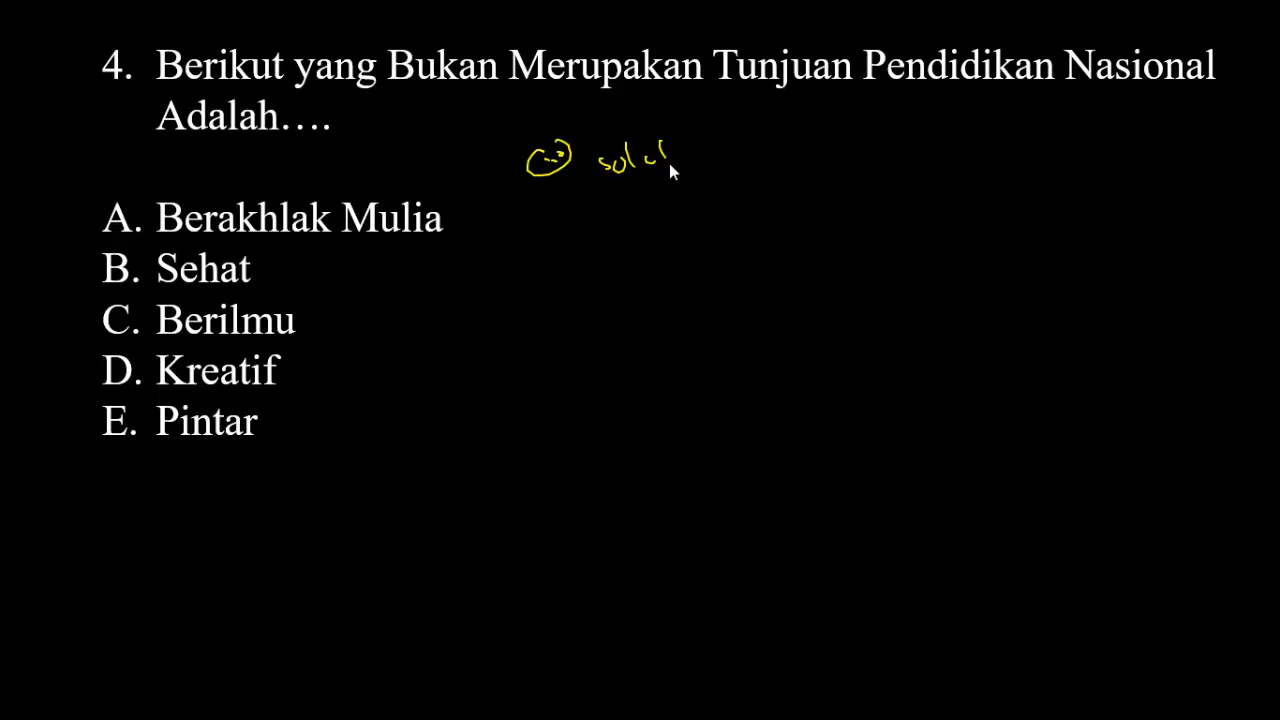 4. Berikut yang Bukan Merupakan Tunjuan Pendidikan Nasional
Adalah….
A. Berakhlak Mulia
B. Sehat
C. Berilmu
D. Kreatif
E. Pintar